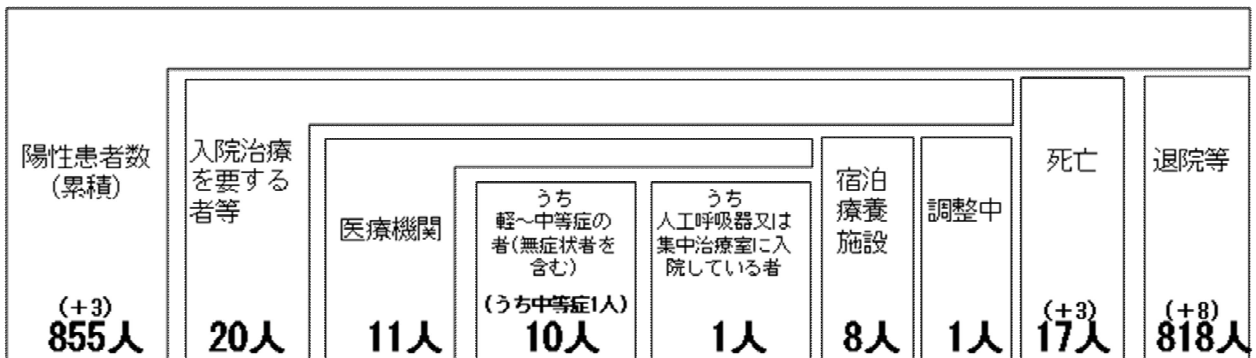 陽性患者数
(累積)
(+3)
855人
入院治療
を要する
者等
20人
医療機関
11人
うち
軽～中等症の
者(無症状者を
含む)
(うち中等症1人)
10人
うち
人工呼吸器又は
集中治療室に入
院している者
1人
宿泊
療養
施設
8人
調整中
1人
死亡
(+3)
17人
退院等
(+8)
818人